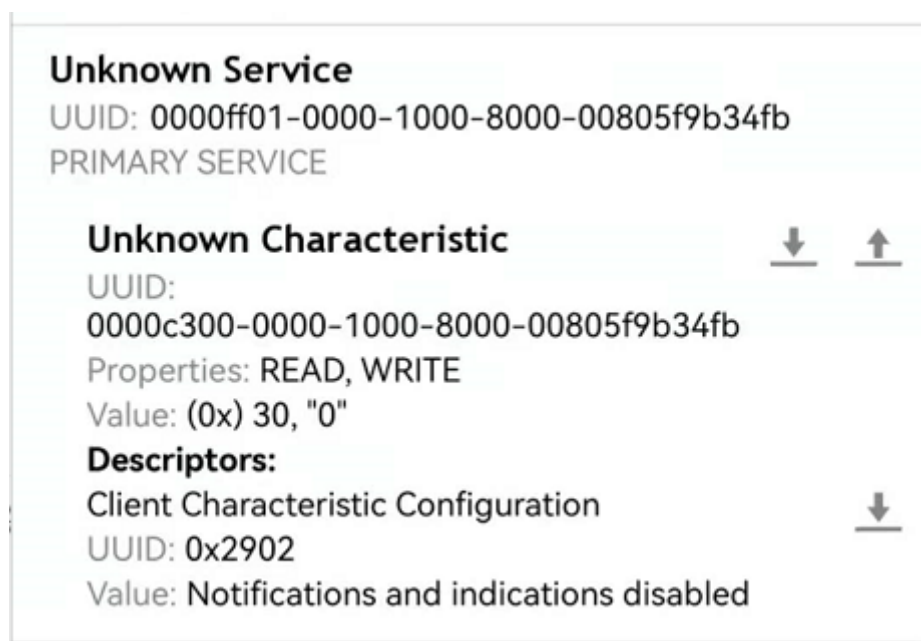 Unknown Service
UUID: 0000ff01-0000-1000-8000-00805f9b34fb
PRIMARY SERVICE
Unknown Characteristic
UUID:
0000c300-0000-1000-8000-00805f9b34fb
Properties: READ, WRITE
Value: (0x) 30, "0"
Descriptors:
Client Characteristic Configuration
UUID: 0x2902
Value: Notifications and indications disabled